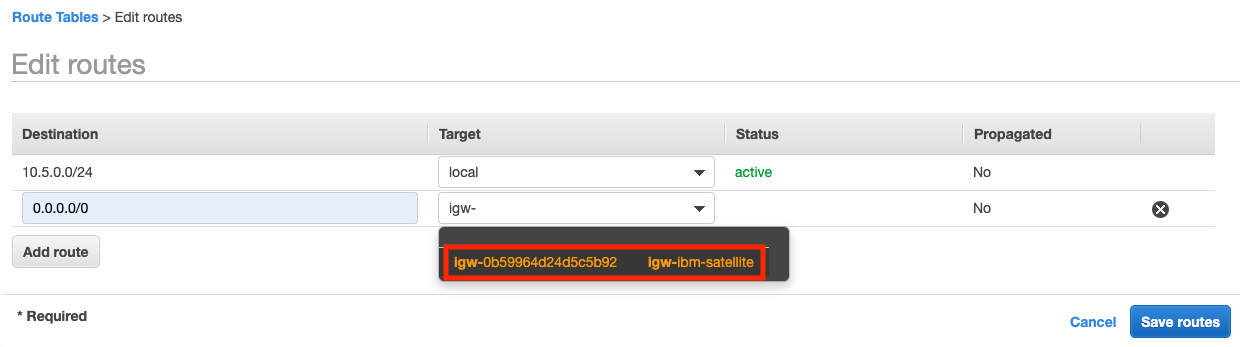 Route Tables > Edit routes
Edit routes
Destination Target Status Propagated
10.5.0.0/24 local active No
0.0.0.0/0 igw- No
Add route
igw-0b59964d24d5c5b92 igw-ibm-satellite
* Required
Cancel Save routes